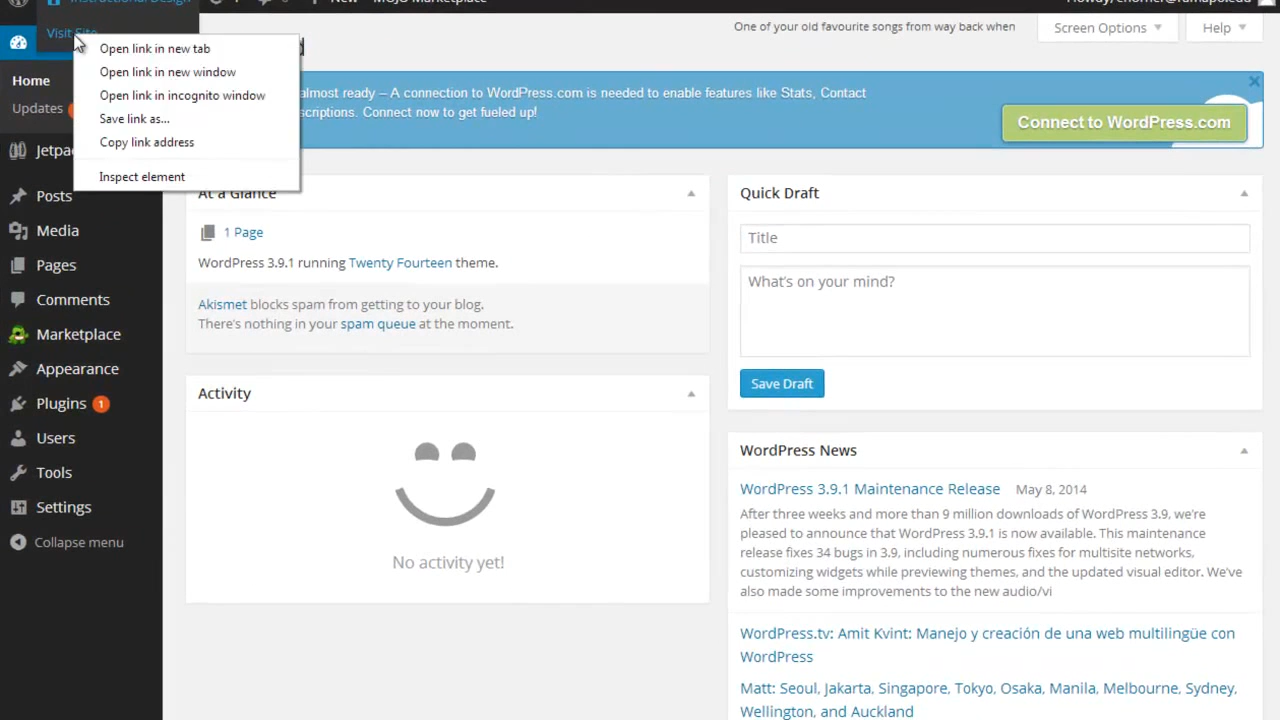 Instructional Design
New
MOJO Marketplace
Visit Site
Open link in new tab
Open link in new window
Open link in incognito window
Save link as...
Copy link address
Inspect element
One of your old favourite songs from way back when
Screen Options
Help
Home
Updates
almost ready – A connection to WordPress.com is needed to enable features like Stats, Contact
Connect now to get fueled up!
Connect to WordPress.com
Posts
Media
Pages
Comments
Marketplace
Appearance
Plugins 1
Users
Tools
Settings
Collapse menu
At a Glance
1 Page
WordPress 3.9.1 running Twenty Fourteen theme.
Akismet blocks spam from getting to your blog.
There's nothing in your spam queue at the moment.
Activity
No activity yet!
Quick Draft
Title
What's on your mind?
Save Draft
WordPress News
WordPress 3.9.1 Maintenance Release May 8, 2014
After three weeks and more than 9 million downloads of WordPress 3.9, we're
pleased to announce that WordPress 3.9.1 is now available. This maintenance
release fixes 34 bugs in 3.9, including numerous fixes for multisite networks,
customizing widgets while previewing themes, and the updated visual editor. We've
also made some improvements to the new audio/vi
WordPress.tv: Amit Kvint: Manejo y creación de una web multilingüe con
WordPress
Matt: Seoul, Jakarta, Singapore, Tokyo, Osaka, Manila, Melbourne, Sydney,
Wellington, and Auckland